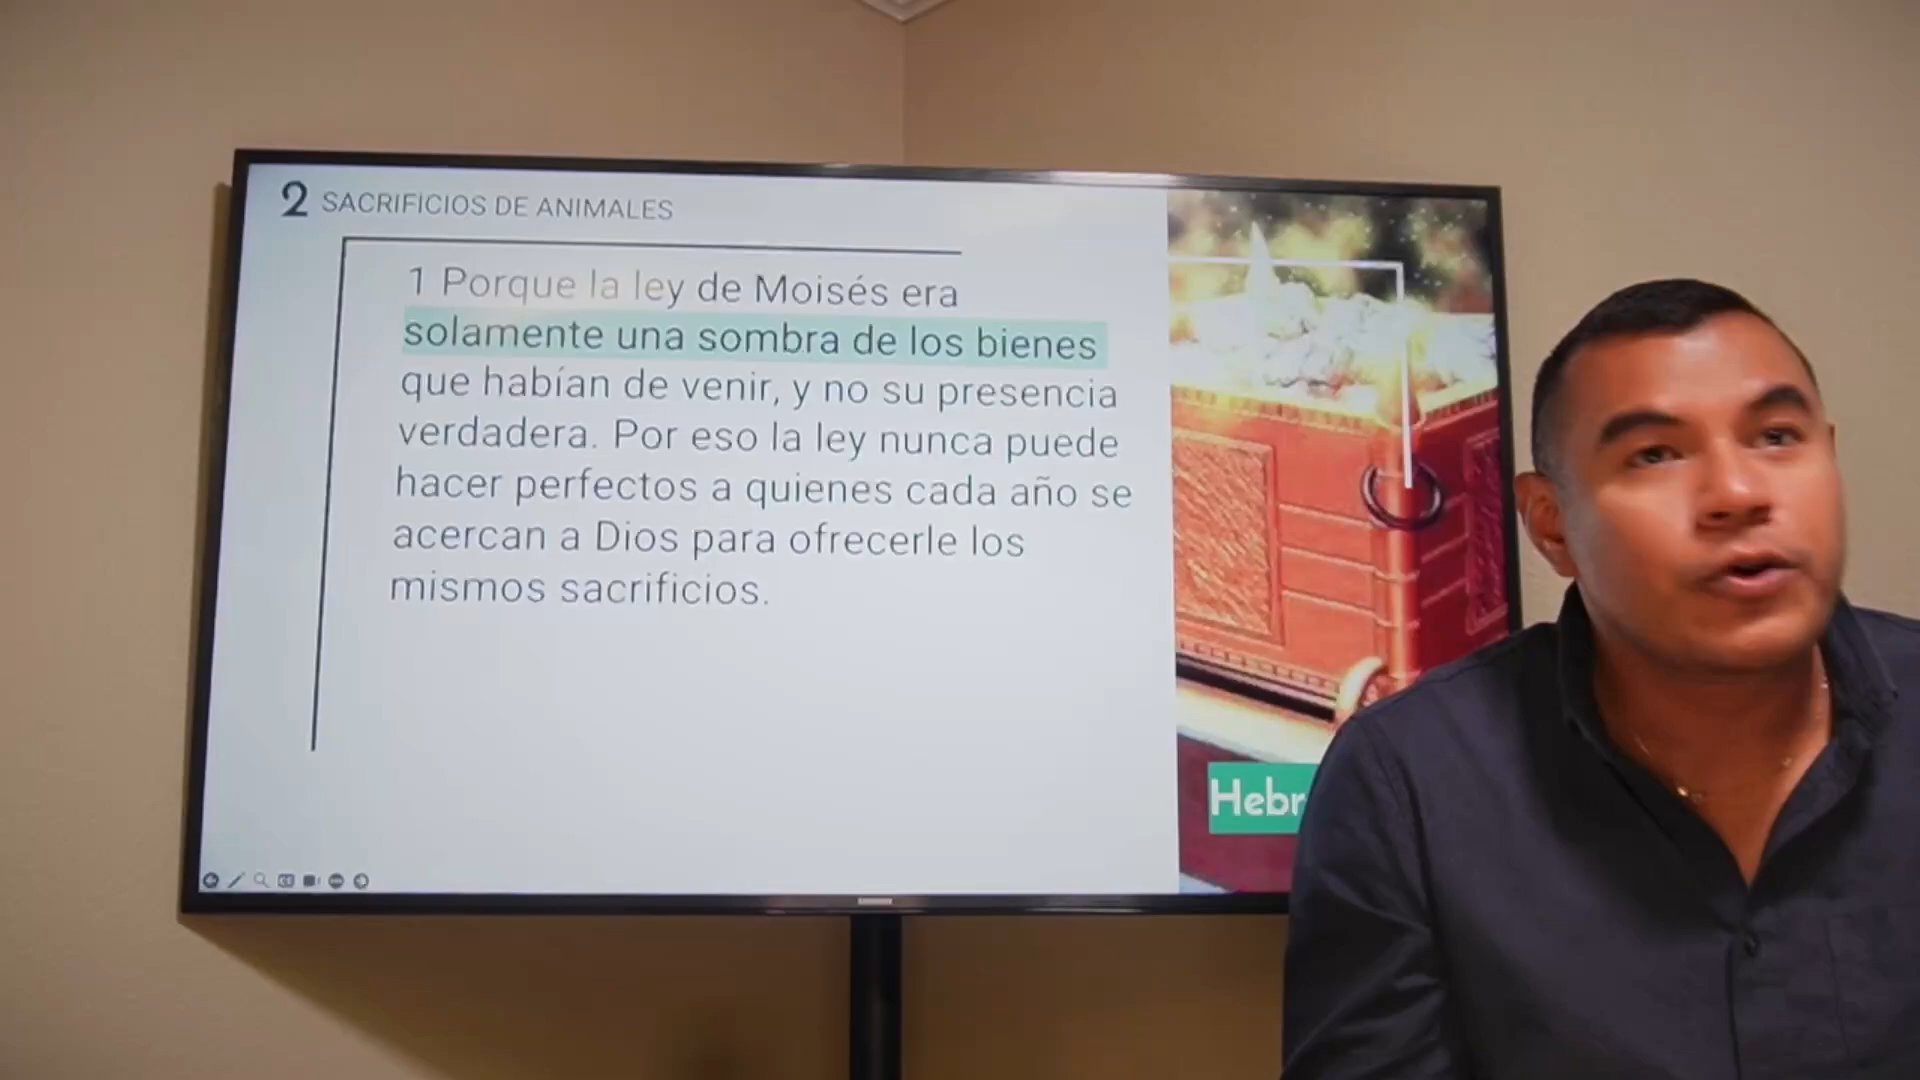 2 SACRIFICIOS DE ANIMALES
1 Porque la ley de Moisés era
solamente una sombra de los bienes
que habían de venir, y no su presencia
verdadera. Por eso la ley nunca puede
hacer perfectos a quienes cada año se
acercan a Dios para ofrecerle los
mismos sacrificios.
Hebr